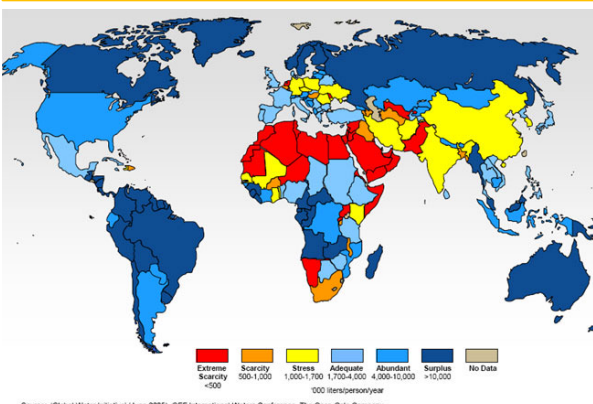 Extreme Scarcity Stress Adequate Abundant Surplus No Data
Scarcity 500-1,000 1,000-1,700 1,700-4,000 4,000-10,000 >10,000
<500
'000 liters/person/year